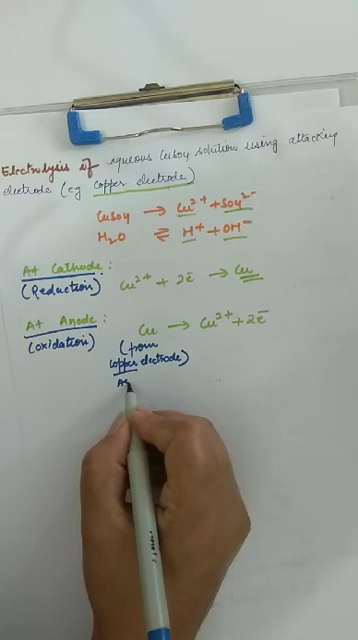 Electrolysis of aqueous CuSO4 solution using attacking
electrode (eg copper electrode)
CuSO4 → Cu²⁺ + SO4²⁻
H₂O ⇌ H⁺ + OH⁻
At Cathode:
(Reduction) Cu²⁺ + 2e⁻ → Cu
At Anode: Cu → Cu²⁺ + 2e⁻
(oxidation) (from
copper electrode)